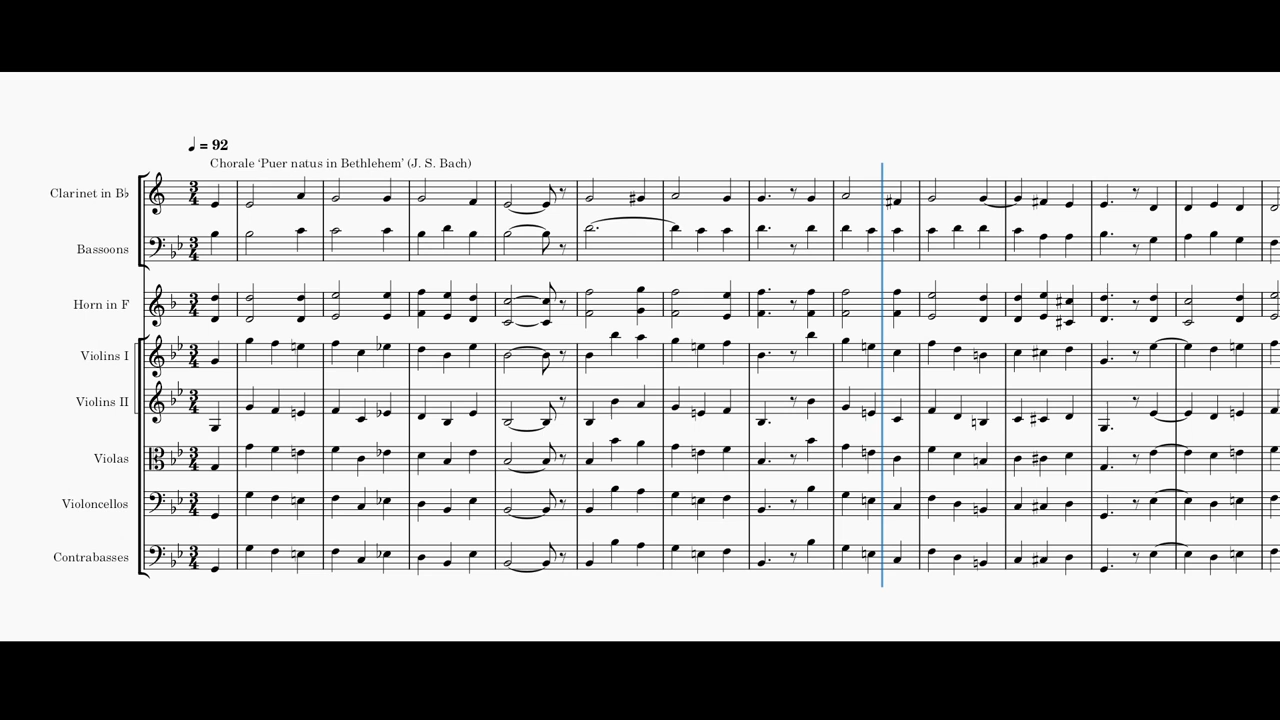 ♩ = 92
Chorale ‘Puer natus in Bethlehem’ (J. S. Bach)
Clarinet in B♭
Bassoons
Horn in F
Violins I
Violins II
Violas
Violoncellos
Contrabasses